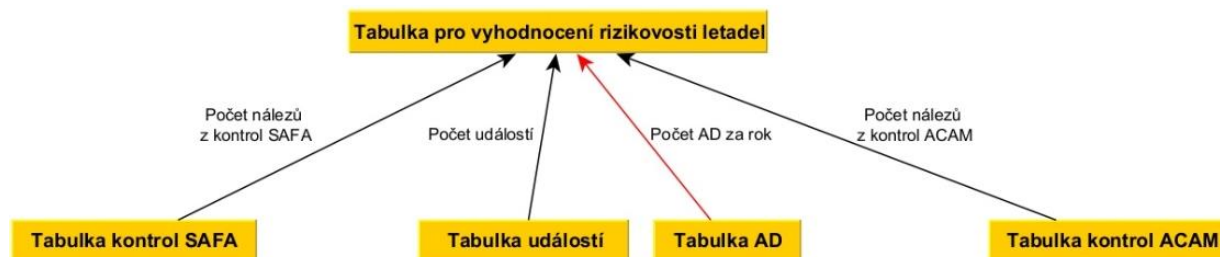 Tabulka pro vyhodnocení rizikovosti letadel
Počet nálezů
z kontrol SAFA
Počet událostí
Počet AD za rok
Počet nálezů
z kontrol ACAM
Tabulka kontrol SAFA
Tabulka událostí
Tabulka AD
Tabulka kontrol ACAM